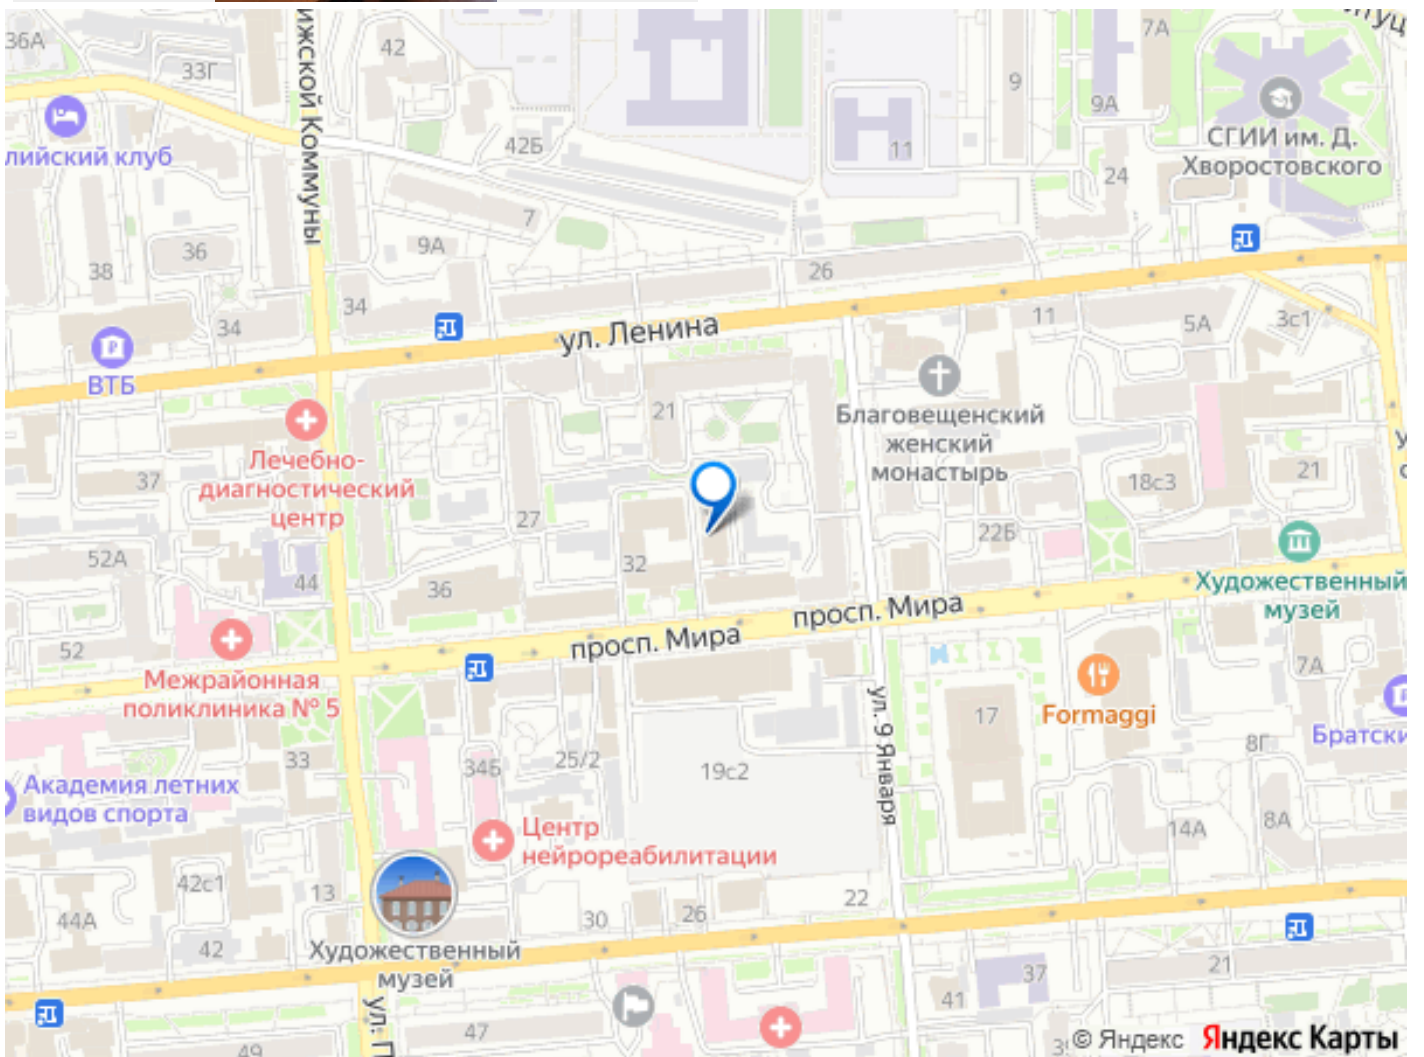 36А
33Г
42
ижской Коммуны
42Б
7А
9
9А
11
СГИИ им. Д.
Хворостовского
24
лийский клуб
7
9А
36
38
26
34
34
ул. Ленина
11
5А
3с1
ВТБ
21
Благовещенский
женский
монастырь
Лечебно-
диагностический
центр
37
27
18с3
21
22Б
52А
44
36
32
Художественный
музей
просп. Мира
просп. Мира
52
Межрайонная
поликлиника № 5
7А
17
Formaggi
ул. 9 Января
Братски
8Г
33
34Б
25/2
19с2
Академия летних
видов спорта
Центр
нейрореабилитации
14А
8А
42с1
13
44А
42
30
26
22
Художественный
музей
21
37
41
ул. П
47
49
© Яндекс Яндекс Карты